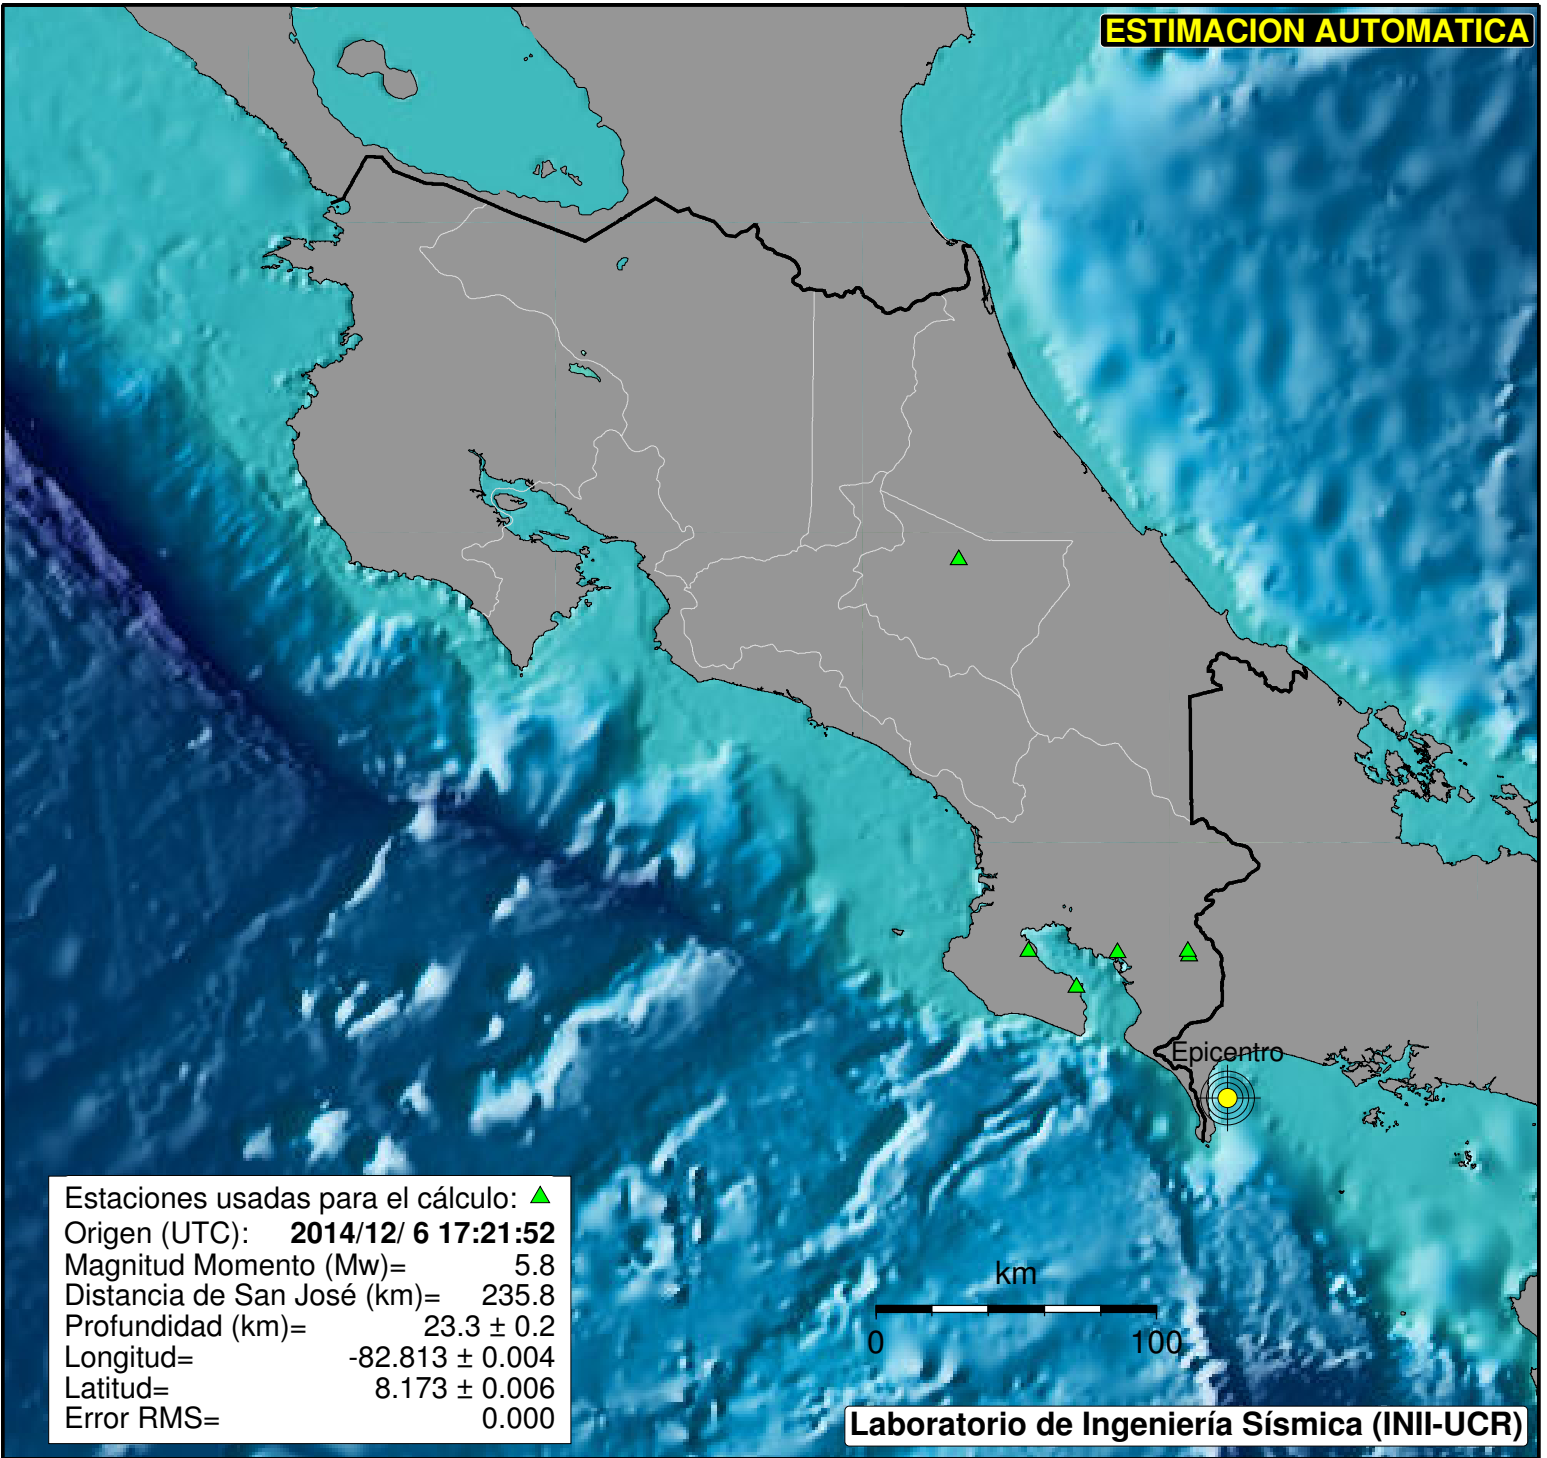 ESTIMACION AUTOMATICA
Epicentro
Estaciones usadas para el cálculo:
Origen (UTC): 2014/12/ 6 17:21:52
Magnitud Momento (Mw)= 5.8
Distancia de San José (km)= 235.8
Profundidad (km)= 23.3 ± 0.2
Longitud= -82.813 ± 0.004
Latitud= 8.173 ± 0.006
Error RMS= 0.000
km
0 100
Laboratorio de Ingeniería Sísmica (INII-UCR)